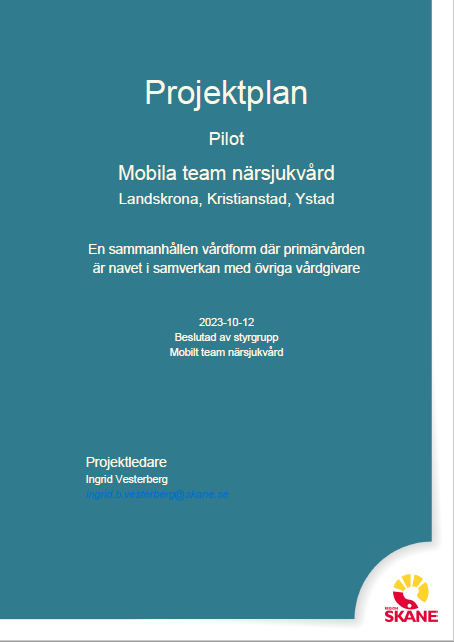 Projektplan
Pilot
Mobila team närsjukvård
Landskrona, Kristianstad, Ystad
En sammanhållen vårdform där primärvården
är navet i samverkan med övriga vårdgivare
2023-10-12
Beslutad av styrgrupp
Mobilt team närsjukvård
Projektledare
Ingrid Vesterberg
ingrid.b.vesterberg@skane.se
REGION
SKÅNE